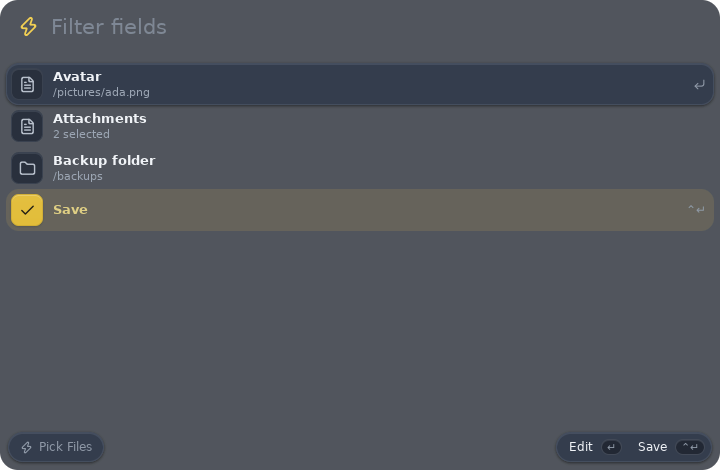 Filter fields
Avatar
/pictures/ada.png
Attachments
2 selected
Backup folder
/backups
Save ^↵
Pick Files
Edit ↵ Save ^↵